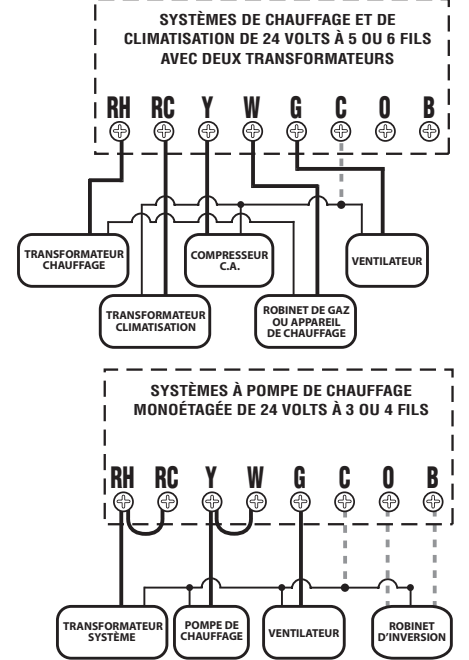 SYSTÈMES DE CHAUFFAGE ET DE
CLIMATISATION DE 24 VOLTS À 5 OU 6 FILS
AVEC DEUX TRANSFORMATEURS
RH RC Y W G C O B
TRANSFORMATEUR
CHAUFFAGE
COMPRESSEUR
C.A.
VENTILATEUR
TRANSFORMATEUR
CLIMATISATION
ROBINET DE GAZ
OU APPAREIL
DE CHAUFFAGE
SYSTÈMES À POMPE DE CHAUFFAGE
MONOÉTAGÉE DE 24 VOLTS À 3 OU 4 FILS
RH RC Y W G C O B
TRANSFORMATEUR
SYSTÈME
POMPE DE
CHAUFFAGE
VENTILATEUR
ROBINET
D'INVERSION